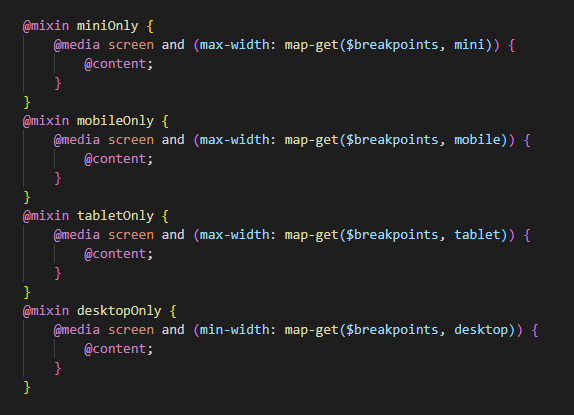 @mixin miniOnly {
    @media screen and (max-width: map-get($breakpoints, mini)) {
        @content;
    }
}
@mixin mobileOnly {
    @media screen and (max-width: map-get($breakpoints, mobile)) {
        @content;
    }
}
@mixin tabletOnly {
    @media screen and (max-width: map-get($breakpoints, tablet)) {
        @content;
    }
}
@mixin desktopOnly {
    @media screen and (min-width: map-get($breakpoints, desktop)) {
        @content;
    }
}